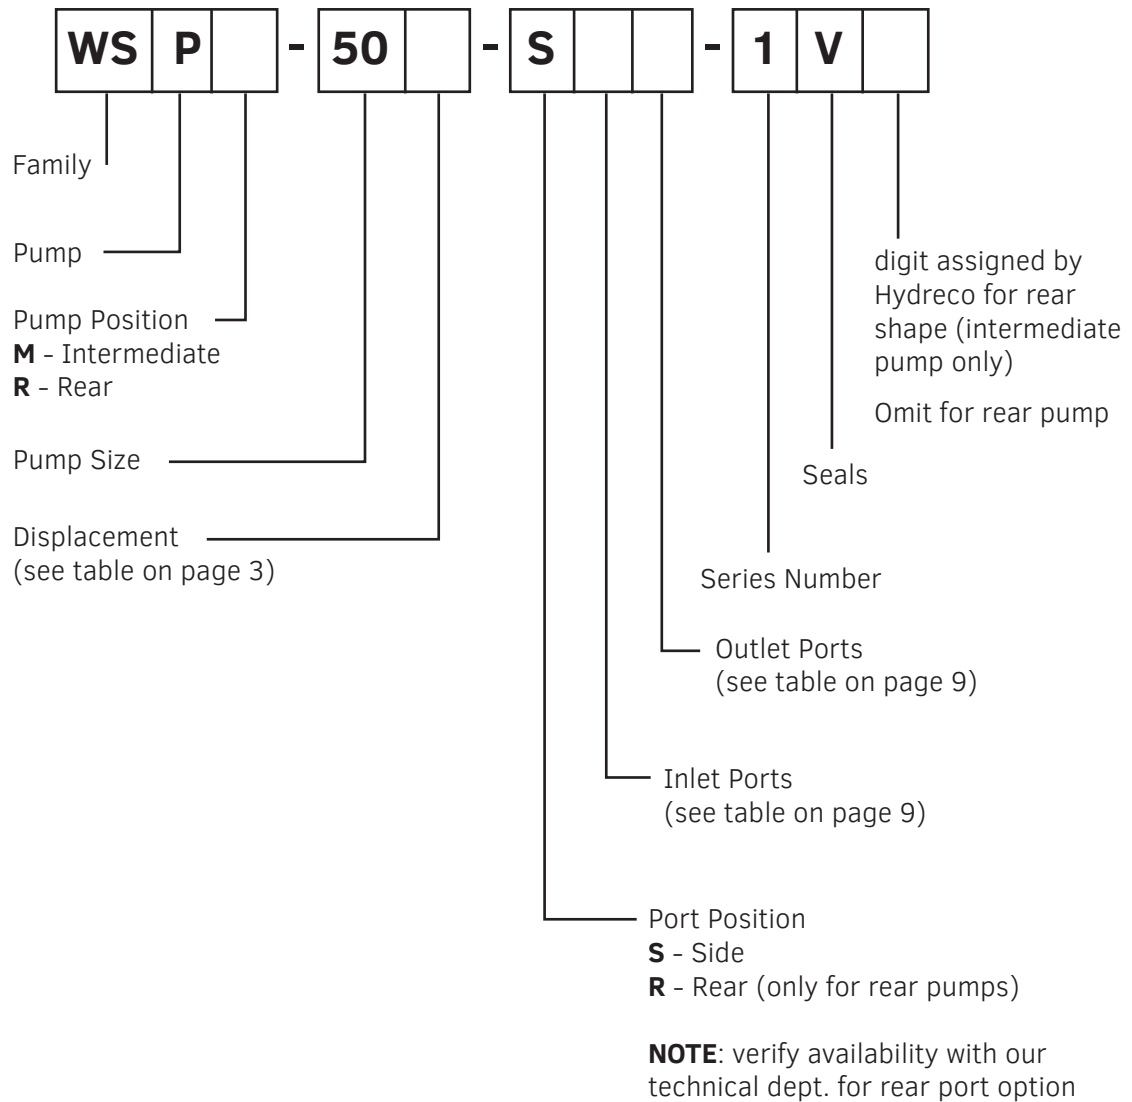 WS P - 50 - S - 1 V
Family
Pump
Pump Position
M - Intermediate
R - Rear
Pump Size
Displacement
(see table on page 3)
digit assigned by
Hydreco for rear
shape (intermediate
pump only)
Omit for rear pump
Seals
Series Number
Outlet Ports
(see table on page 9)
Inlet Ports
(see table on page 9)
Port Position
S - Side
R - Rear (only for rear pumps)
NOTE: verify availability with our
technical dept. for rear port option